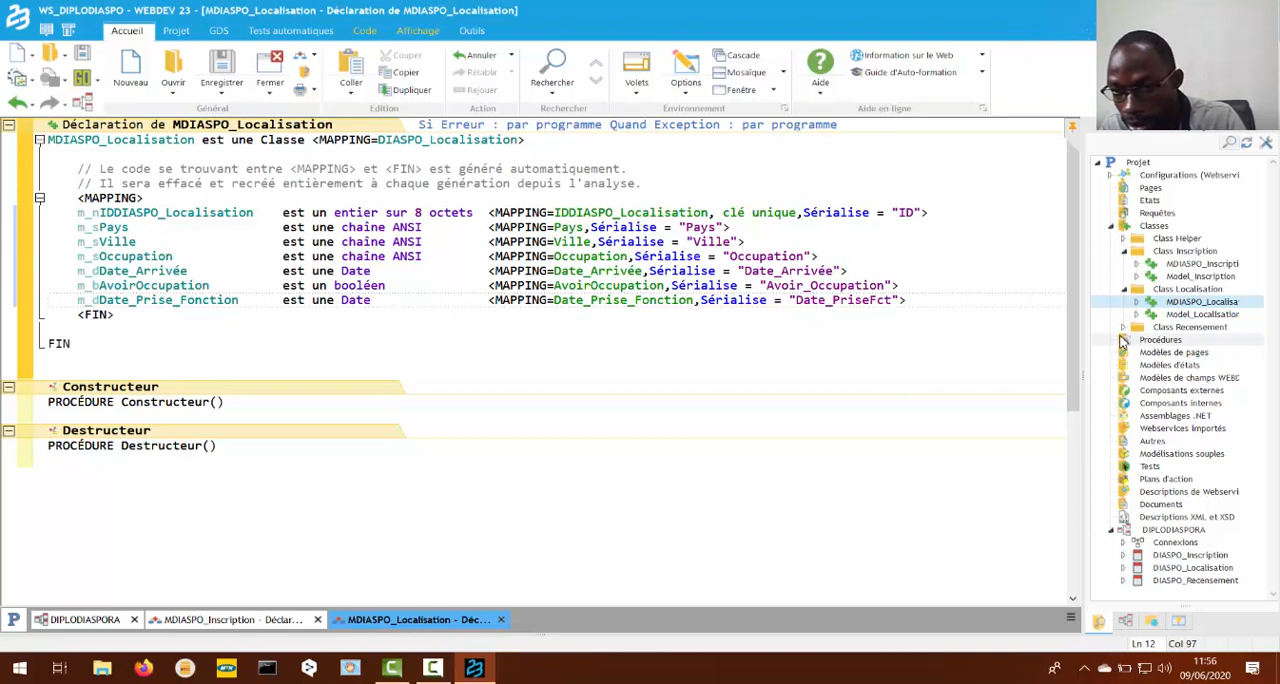 WS_DIPLODIASPO - WEBDEV 23 - [MDIASPO_Localisation - Déclaration de MDIASPO_Localisation]
Accueil Projet GDS Tests automatiques Code Affichage Outils
Nouveau Ouvrir Enregistrer Fermer
Général
Coller Couper Copier Dupliquer
Edition
Annuler Rétablir Rejouer
Action
Rechercher
Rechercher
Volets Options Cascade Mosaïque Fenêtre
Environnement
Aide Information sur le Web Guide d'Auto-formation
Aide en ligne
Déclaration de MDIASPO_Localisation Si Erreur : par programme Quand Exception : par programme
MDIASPO_Localisation est une Classe <MAPPING=DIASPO_Localisation>
// Le code se trouvant entre <MAPPING> et <FIN> est généré automatiquement.
// Il sera effacé et recréé entièrement à chaque génération depuis l'analyse.
<MAPPING>
m_nIDDIASPO_Localisation est un entier sur 8 octets <MAPPING=IDDIASPO_Localisation, clé unique,Sérialise = "ID">
m_sPays est une chaîne ANSI <MAPPING=Pays,Sérialise = "Pays">
m_sVille est une chaîne ANSI <MAPPING=Ville,Sérialise = "Ville">
m_sOccupation est une chaîne ANSI <MAPPING=Occupation,Sérialise = "Occupation">
m_dDate_Arrivée est une Date <MAPPING=Date_Arrivée,Sérialise = "Date_Arrivée>
m_bAvoirOccupation est un booléen <MAPPING=AvoirOccupation,Sérialise = "Avoir_Occupation">
m_dDate_Prise_Fonction est une Date <MAPPING=Date_Prise_Fonction,Sérialise = "Date_PriseFct">
<FIN>
FIN
Constructeur
PROCÉDURE Constructeur()
Destructeur
PROCÉDURE Destructeur()
Projet
Configurations (Webservi
Pages
Etats
Requêtes
Classes
Class Helper
Class Inscription
MDIASPO_Inscripti
Model_Inscription
Class Localisation
MDIASPO_Localisa
Model_Localisation
Class Recensement
Procédures
Modèles de pages
Modèles d'états
Modèles de champs WEBD
Composants externes
Composants internes
Assemblages .NET
Webservices importés
Autres
Modélisations souples
Tests
Plans d'action
Descriptions de Webservi
Documents
Descriptions XML et XSD
DIPLODIASPORA
Connexions
DIASPO_Inscription
DIASPO_Localisation
DIASPO_Recensement
DIPLODIASPORA MDIASPO_Inscription - Déclar... MDIASPO_Localisation - Déc...
Ln 12 Col 97
11:56
09/06/2020